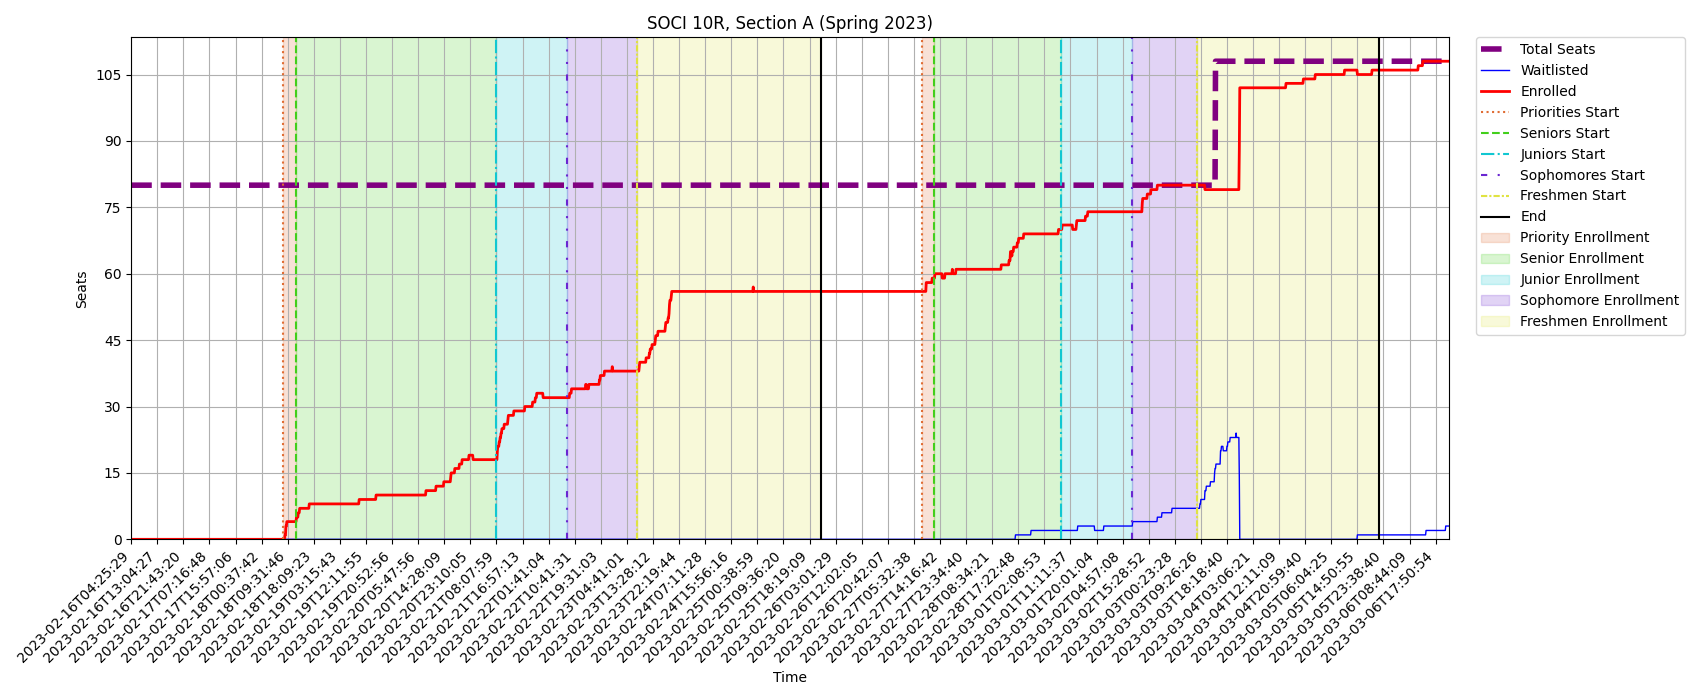 SOCI 10R, Section A (Spring 2023)
Seats
105
90
75
60
45
30
15
0
2023-02-16T04:25:29
2023-02-16T13:04:27
2023-02-16T21:43:20
2023-02-17T07:16:48
2023-02-17T15:57:06
2023-02-18T00:37:42
2023-02-18T09:31:46
2023-02-18T18:09:23
2023-02-19T03:15:43
2023-02-19T12:11:55
2023-02-19T20:52:56
2023-02-20T05:47:56
2023-02-20T14:28:09
2023-02-20T23:10:05
2023-02-21T08:07:59
2023-02-21T16:57:13
2023-02-22T01:41:04
2023-02-22T10:41:31
2023-02-22T19:31:03
2023-02-23T04:41:01
2023-02-23T13:28:12
2023-02-23T22:19:44
2023-02-24T07:11:28
2023-02-24T15:56:16
2023-02-25T00:38:59
2023-02-25T09:36:20
2023-02-25T18:19:09
2023-02-26T03:01:29
2023-02-26T12:02:05
2023-02-26T20:42:07
2023-02-27T05:32:38
2023-02-27T14:16:42
2023-02-27T23:34:40
2023-02-28T08:34:21
2023-02-28T17:22:48
2023-03-01T02:08:53
2023-03-01T11:11:37
2023-03-01T20:01:04
2023-03-02T04:57:08
2023-03-02T15:28:52
2023-03-03T00:23:28
2023-03-03T09:26:26
2023-03-03T18:18:40
2023-03-04T03:06:21
2023-03-04T12:11:09
2023-03-04T20:59:40
2023-03-05T06:04:25
2023-03-05T14:50:55
2023-03-05T23:38:40
2023-03-06T08:44:09
2023-03-06T17:50:54
Time
Total Seats
Waitlisted
Enrolled
Priorities Start
Seniors Start
Juniors Start
Sophomores Start
Freshmen Start
End
Priority Enrollment
Senior Enrollment
Junior Enrollment
Sophomore Enrollment
Freshmen Enrollment